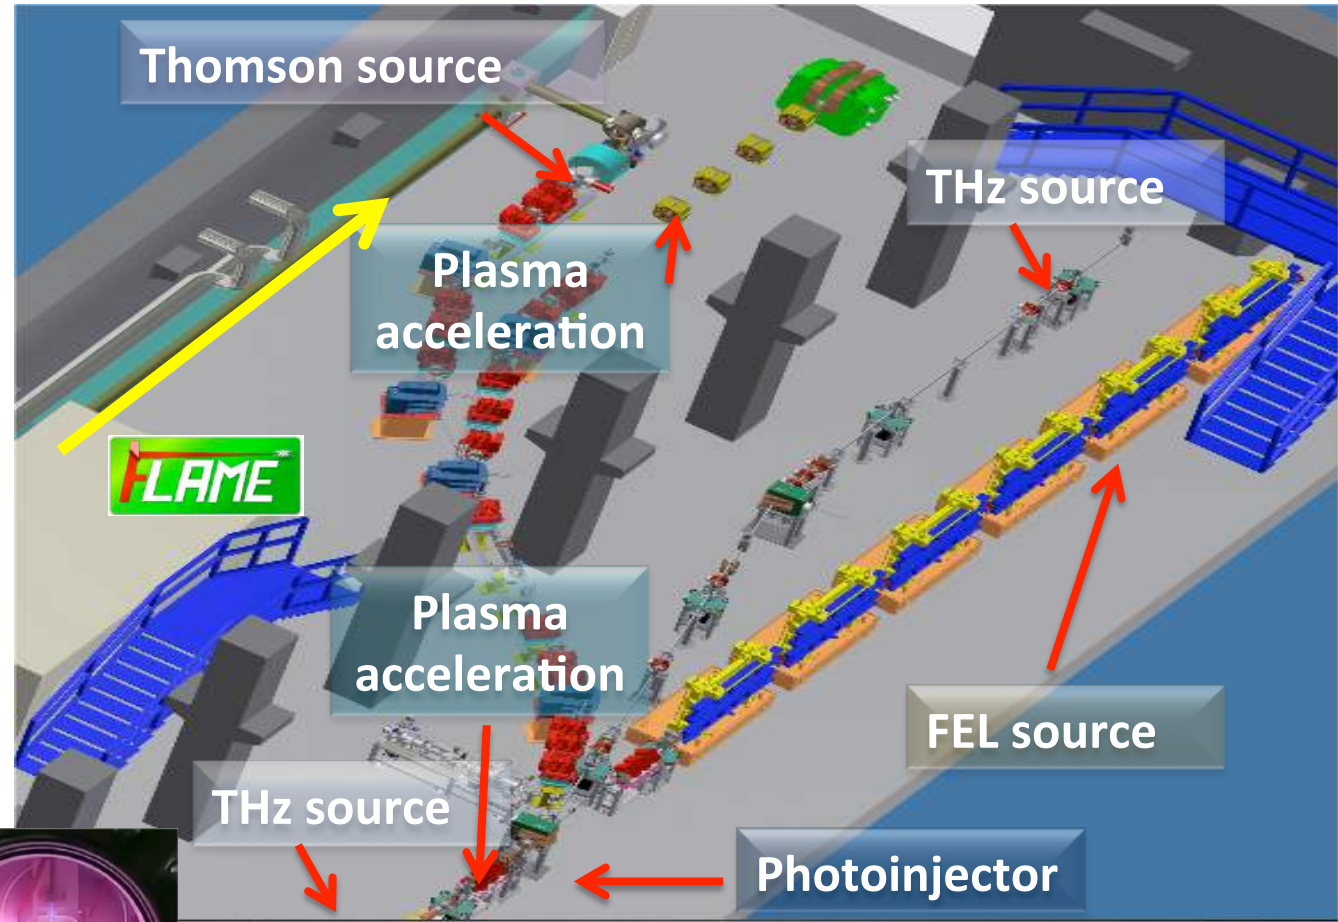 Thomson source
THz source
Plasma
acceleration
FLAME
Plasma
acceleration
FEL source
THz source
Photoinjector